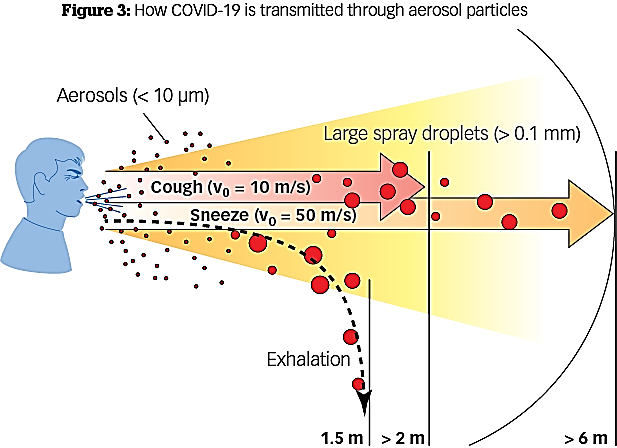 Figure 3: How COVID-19 is transmitted through aerosol particles
Aerosols (< 10 µm)
Large spray droplets (> 0.1 mm)
Cough (v₀ = 10 m/s)
Sneeze (v₀ = 50 m/s)
Exhalation
1.5 m
> 2 m
> 6 m